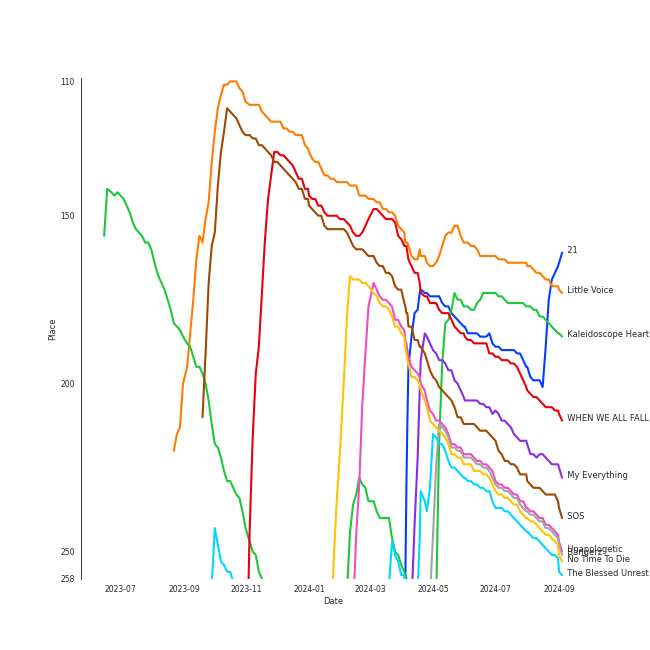 110
150
200
250
258
Place
2023-07
2023-09
2023-11
2024-01
2024-03
2024-05
2024-07
2024-09
Date
21
Little Voice
Kaleidoscope Heart
WHEN WE ALL FALL
My Everything
SOS
Unapologetic
No Time To Die
The Blessed Unrest